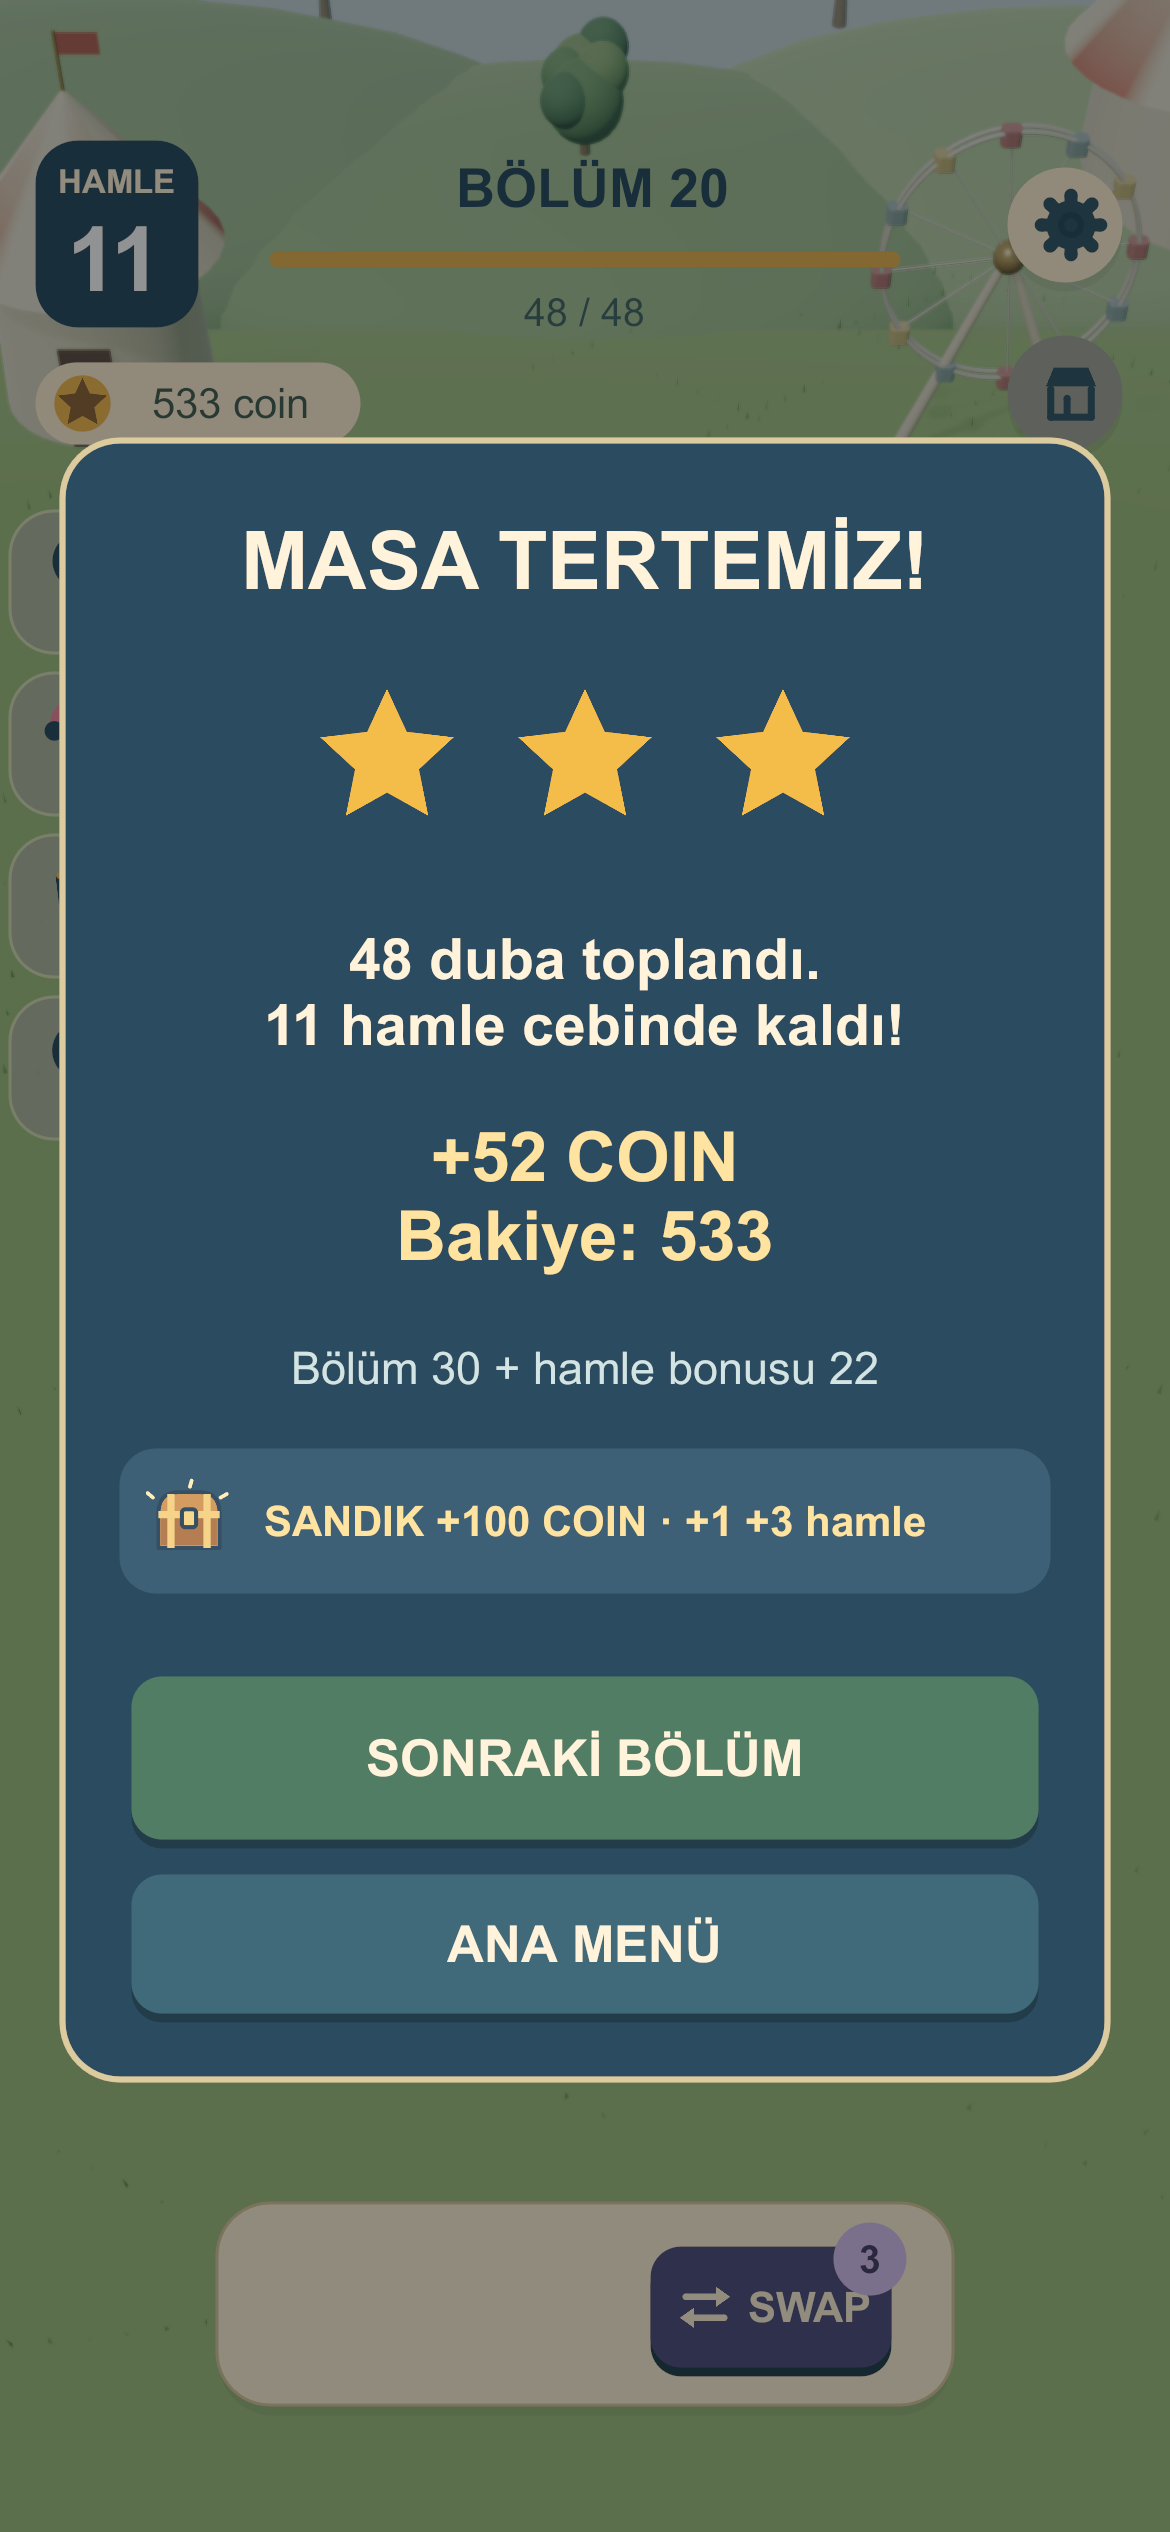 HAMLE
11
BÖLÜM 20
48 / 48
533 coin
MASA TERTEMİZ!
48 duba toplandı.
11 hamle cebinde kaldı!
+52 COIN
Bakiye: 533
Bölüm 30 + hamle bonusu 22
SANDIK +100 COIN · +1 +3 hamle
SONRAKİ BÖLÜM
ANA MENÜ
3
SWAP